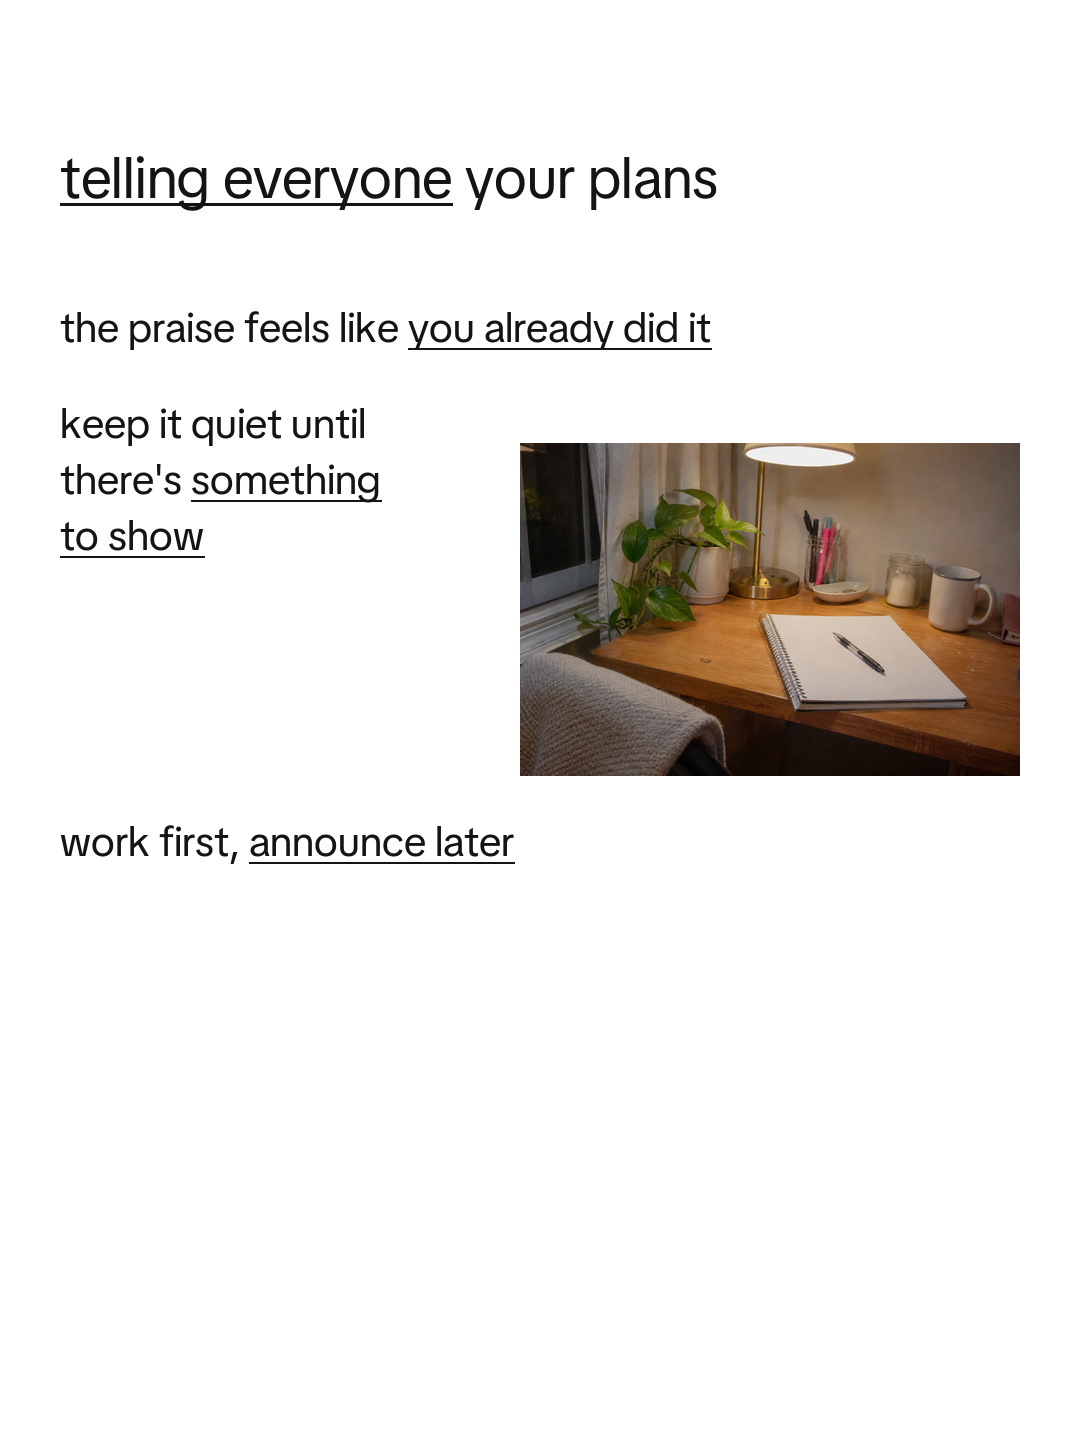 telling everyone your plans
the praise feels like you already did it
keep it quiet until
there's something
to show
work first, announce later